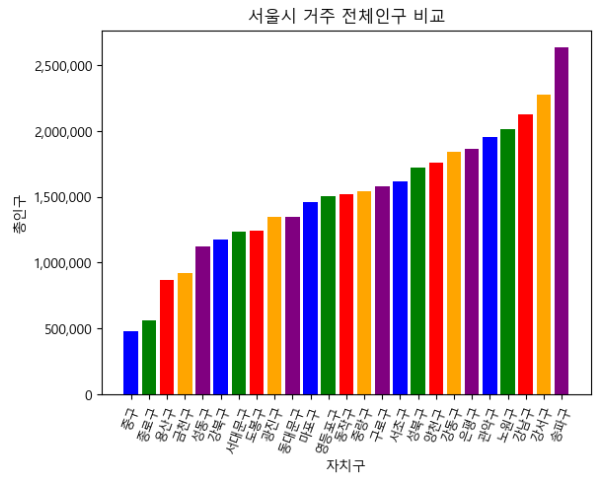 서울시 거주 전체인구 비교
총인구
2,500,000
2,000,000
1,500,000
1,000,000
500,000
0
중구
종로구
용산구
금천구
성동구
강북구
서대문구
도봉구
광진구
동대문구
마포구
영등포구
동작구
중랑구
구로구
서초구
성북구
양천구
강동구
은평구
관악구
노원구
강남구
강서구
송파구
자치구